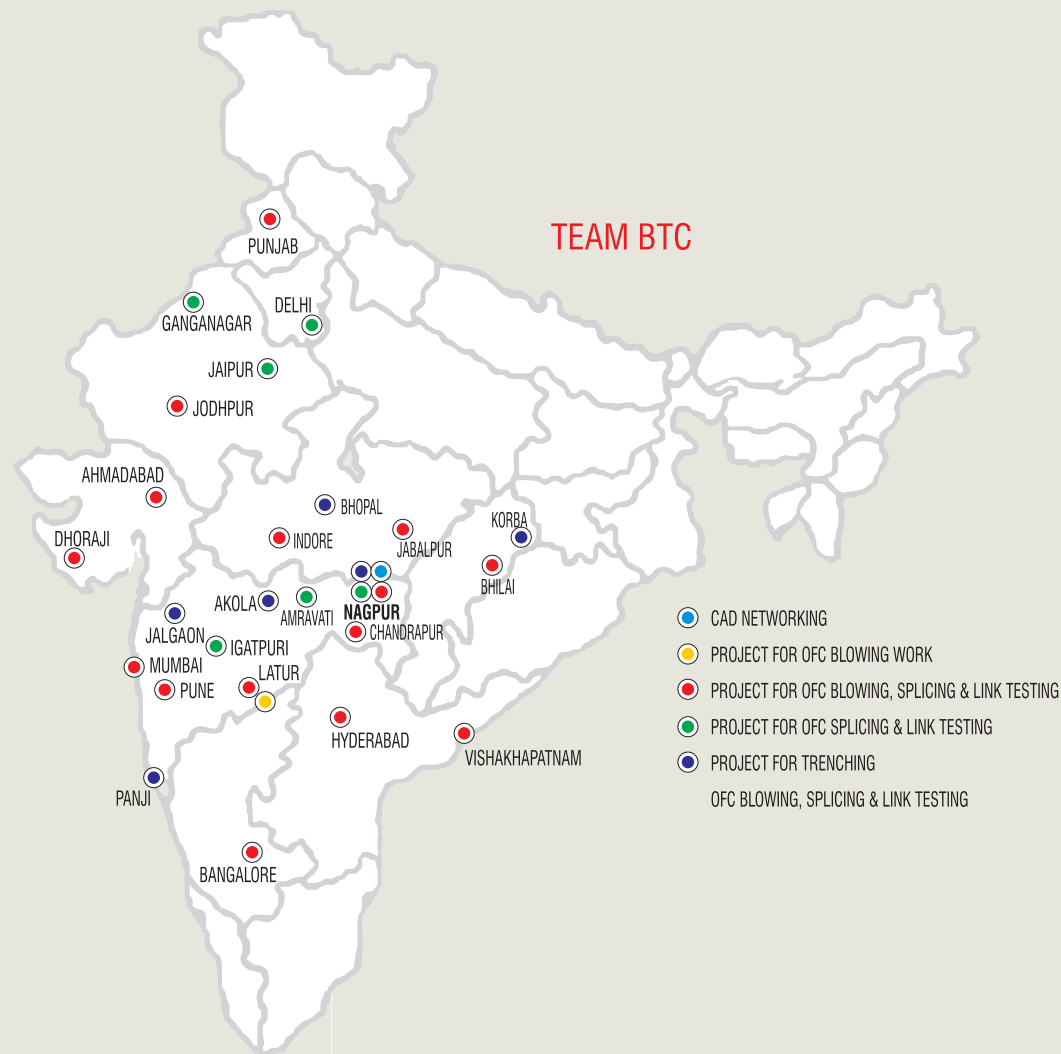 TEAM BTC
PUNJAB
DELHI
GANGANAGAR
JAIPUR
JODHPUR
AHMADABAD
BHOPAL
KORBA
DHORAJI
INDORE
JABALPUR
BHILAI
AKOLA
AMRAVATI
NAGPUR
JALGAON
CHANDRAPUR
IGATPURI
MUMBAI
LATUR
PUNE
HYDERABAD
VISHAKHAPATNAM
PANJI
BANGALORE
CAD NETWORKING
PROJECT FOR OFC BLOWING WORK
PROJECT FOR OFC BLOWING, SPLICING & LINK TESTING
PROJECT FOR OFC SPLICING & LINK TESTING
PROJECT FOR TRENCHING
OFC BLOWING, SPLICING & LINK TESTING